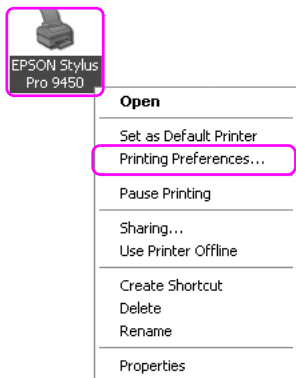 EPSON Stylus
Pro 9450
Open
Set as Default Printer
Printing Preferences...
Pause Printing
Sharing...
Use Printer Offline
Create Shortcut
Delete
Rename
Properties